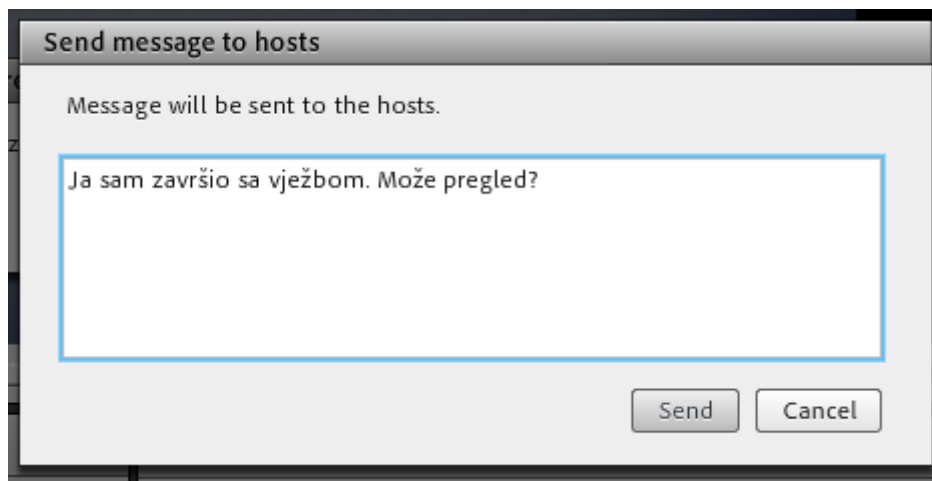 Send message to hosts
Message will be sent to the hosts.
Ja sam završio sa vježbom. Može pregled?
Send
Cancel